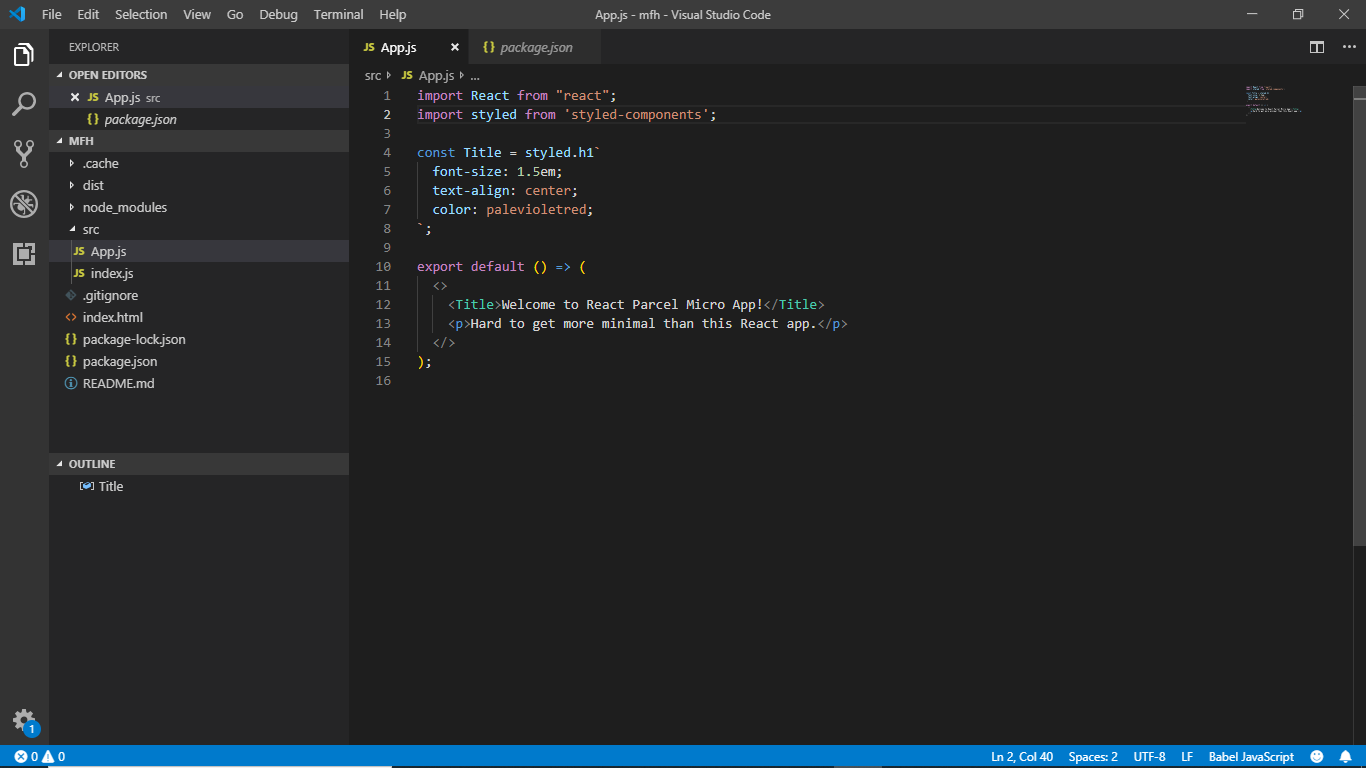 File Edit Selection View Go Debug Terminal Help App.js - mfh - Visual Studio Code
EXPLORER
OPEN EDITORS
JS App.js src
{} package.json
MFH
.cache
dist
node_modules
src
JS App.js
JS index.js
.gitignore
<> index.html
{} package-lock.json
{} package.json
README.md
OUTLINE
Title
1
JS App.js {} package.json
src JS App.js ...
1 import React from "react";
2 import styled from 'styled-components';
3
4 const Title = styled.h1`
5 font-size: 1.5em;
6 text-align: center;
7 color: palevioletred;
8 `;
9
10 export default () => (
11 <>
12 <Title>Welcome to React Parcel Micro App!</Title>
13 <p>Hard to get more minimal than this React app.</p>
14 </>
15 );
16
0 0 Ln 2, Col 40 Spaces: 2 UTF-8 LF Babel JavaScript